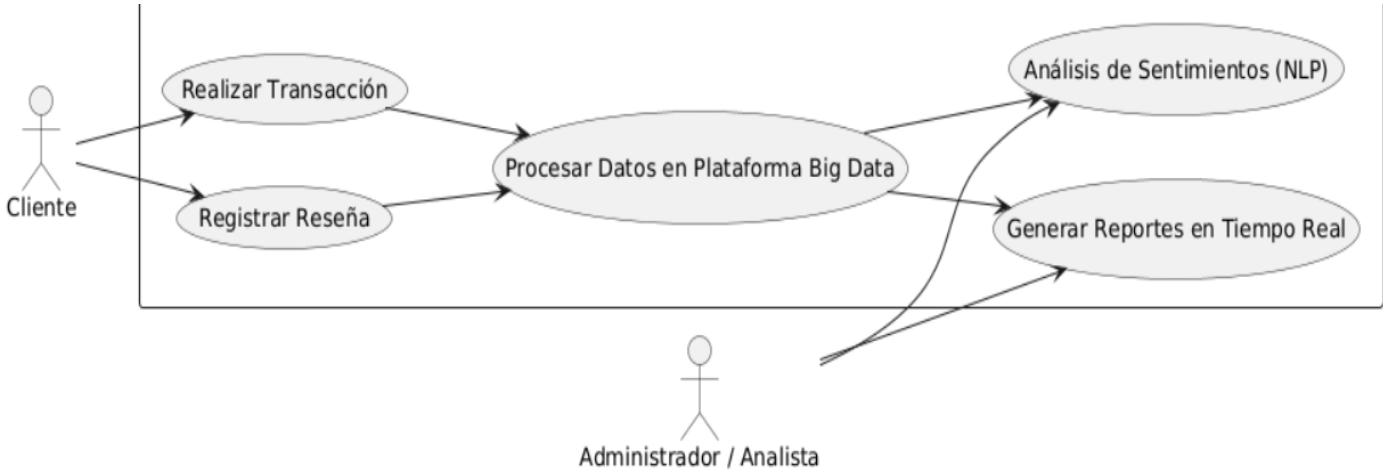 Cliente
Realizar Transacción
Registrar Reseña
Procesar Datos en Plataforma Big Data
Análisis de Sentimientos (NLP)
Generar Reportes en Tiempo Real
Administrador / Analista